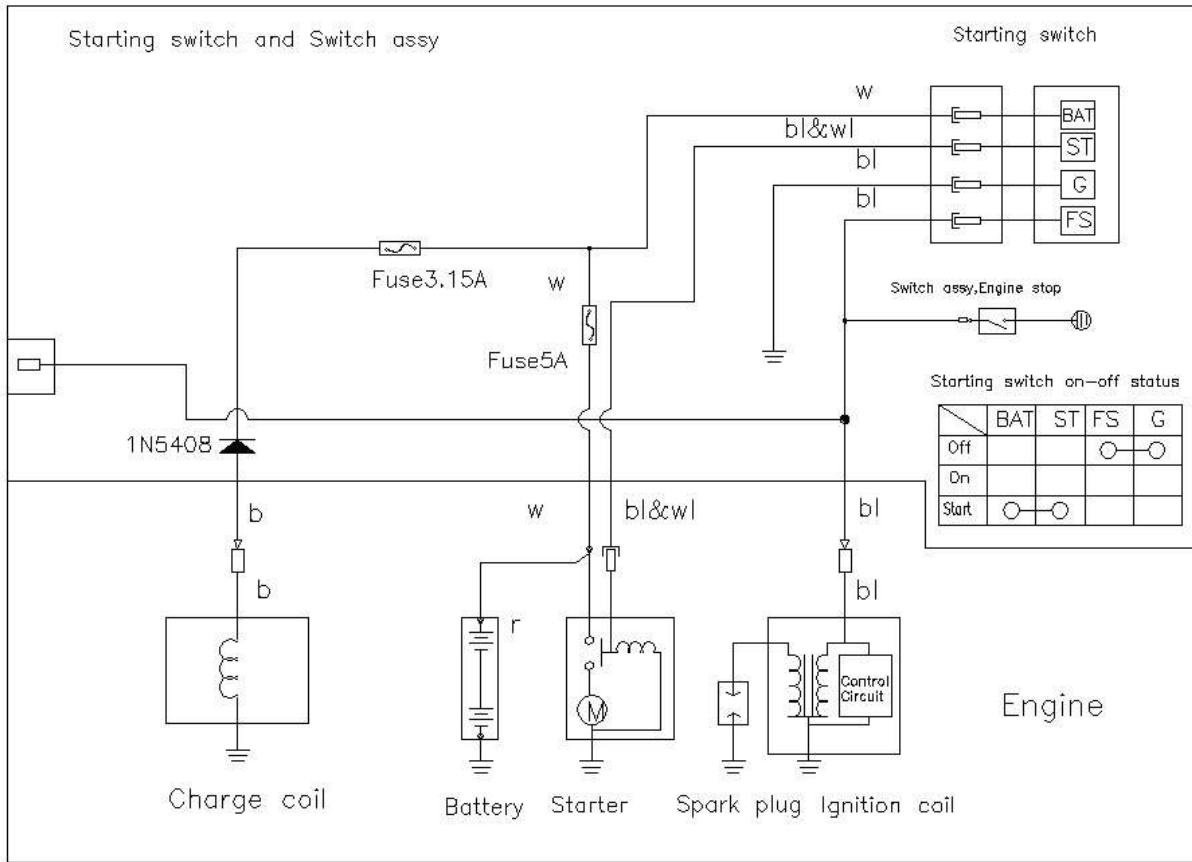 Starting switch and Switch assy
Starting switch
w
BAT
bl&wl
ST
bl
G
bl
FS
Fuse3.15A
w
Switch assy,Engine stop
Fuse5A
Starting switch on-off status
BAT ST FS G
Off
On
Start
1N5408
b
w
bl&wl
bl
b
bl
r
M
Control
Circuit
Engine
Charge coil
Battery
Starter
Spark plug
Ignition coil